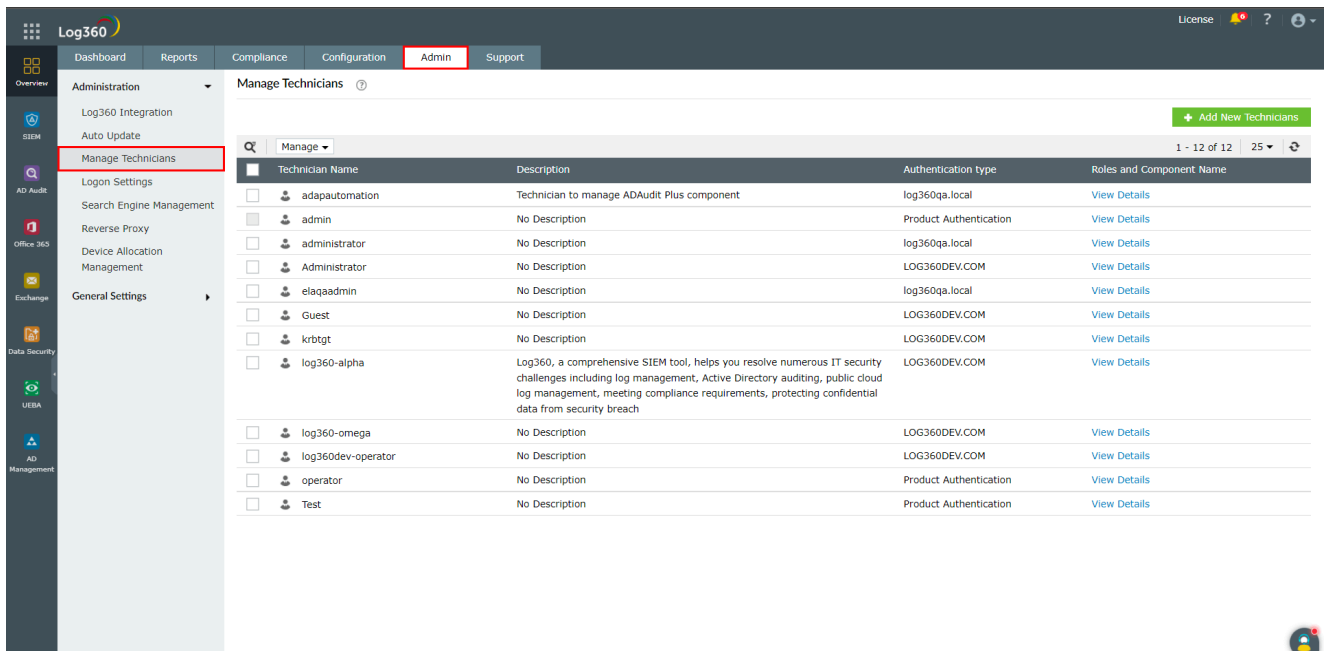 License
6
?
Log360
Dashboard Reports Compliance Configuration Admin Support
Overview
SIEM
AD Audit
Office 365
Exchange
Data Security
UEBA
AD
Management
Administration
Log360 Integration
Auto Update
Manage Technicians
Logon Settings
Search Engine Management
Reverse Proxy
Device Allocation
Management
General Settings
Manage Technicians ?
+ Add New Technicians
Manage 1 - 12 of 12 25
Technician Name Description Authentication type Roles and Component Name
adapautomation Technician to manage ADAudit Plus component log360qa.local View Details
admin No Description Product Authentication View Details
administrator No Description log360qa.local View Details
Administrator No Description LOG360DEV.COM View Details
elaqaadmin No Description log360qa.local View Details
Guest No Description LOG360DEV.COM View Details
krbtgt No Description LOG360DEV.COM View Details
log360-alpha Log360, a comprehensive SIEM tool, helps you resolve numerous IT security LOG360DEV.COM View Details
challenges including log management, Active Directory auditing, public cloud
log management, meeting compliance requirements, protecting confidential
data from security breach
log360-omega No Description LOG360DEV.COM View Details
log360dev-operator No Description LOG360DEV.COM View Details
operator No Description Product Authentication View Details
Test No Description Product Authentication View Details